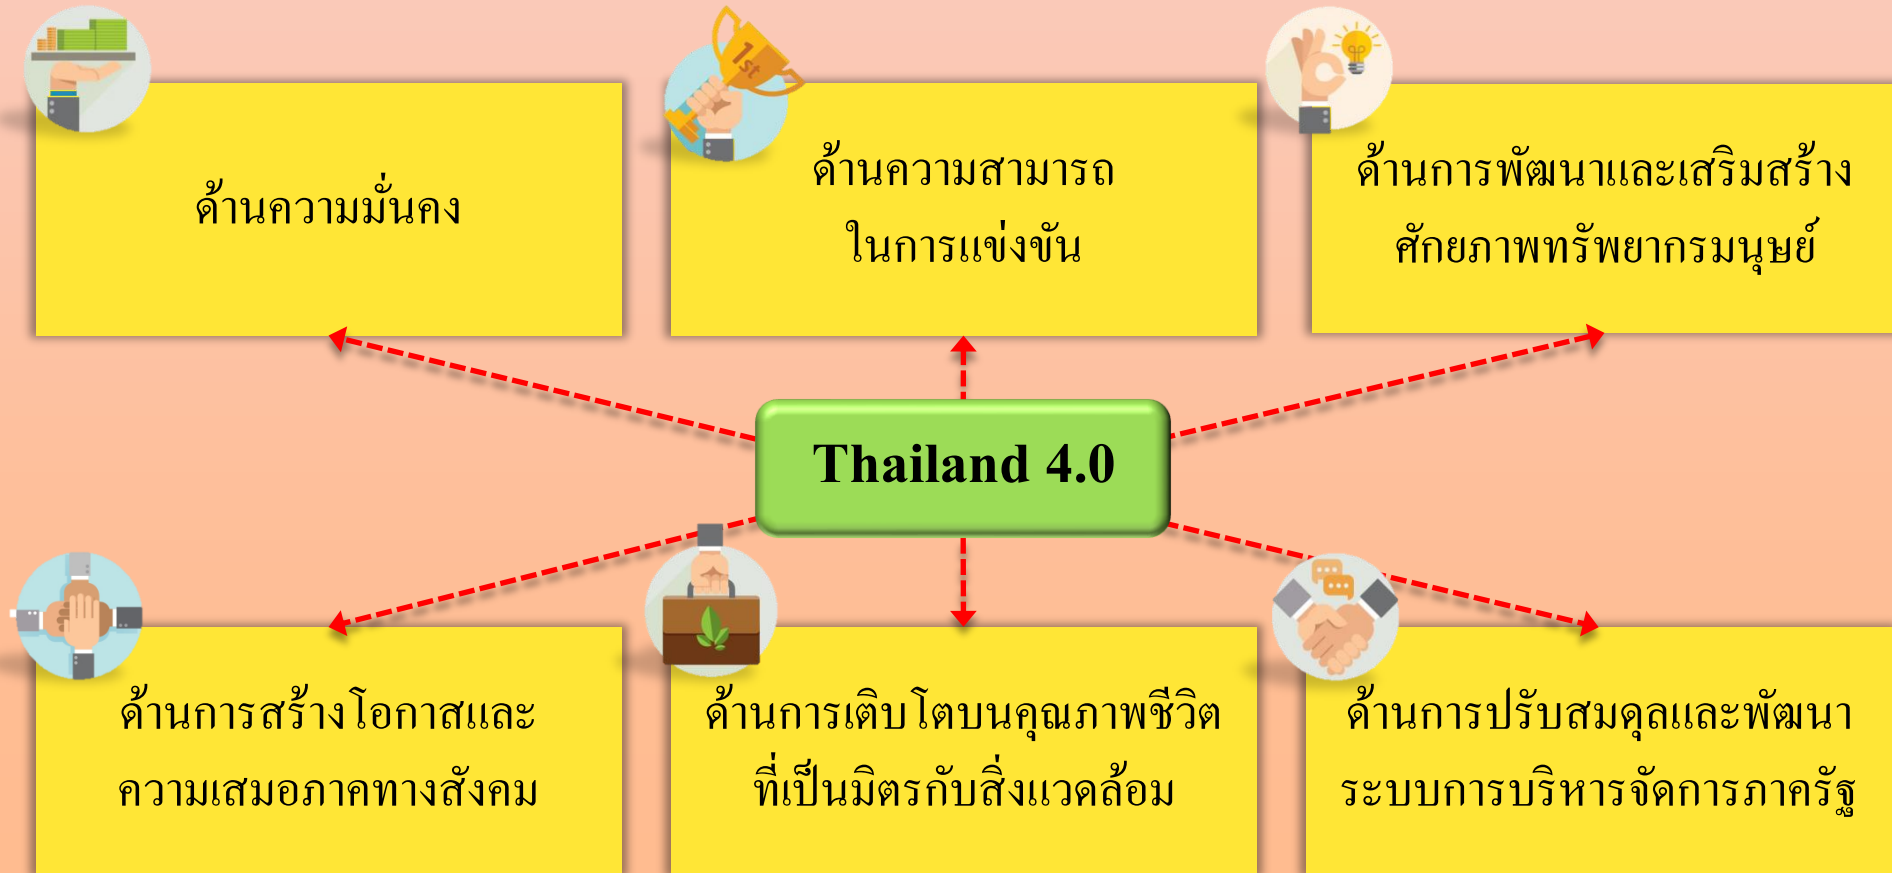 1st
ด้านความมั่นคง
ด้านความสามารถ
ในการแข่งขัน
ด้านการพัฒนาและเสริมสร้าง
ศักยภาพทรัพยากรมนุษย์
Thailand 4.0
ด้านการสร้างโอกาสและ
ความเสมอภาคทางสังคม
ด้านการเติบโตบนคุณภาพชีวิต
ที่เป็นมิตรกับสิ่งแวดล้อม
ด้านการปรับสมดุลและพัฒนา
ระบบการบริหารจัดการภาครัฐ